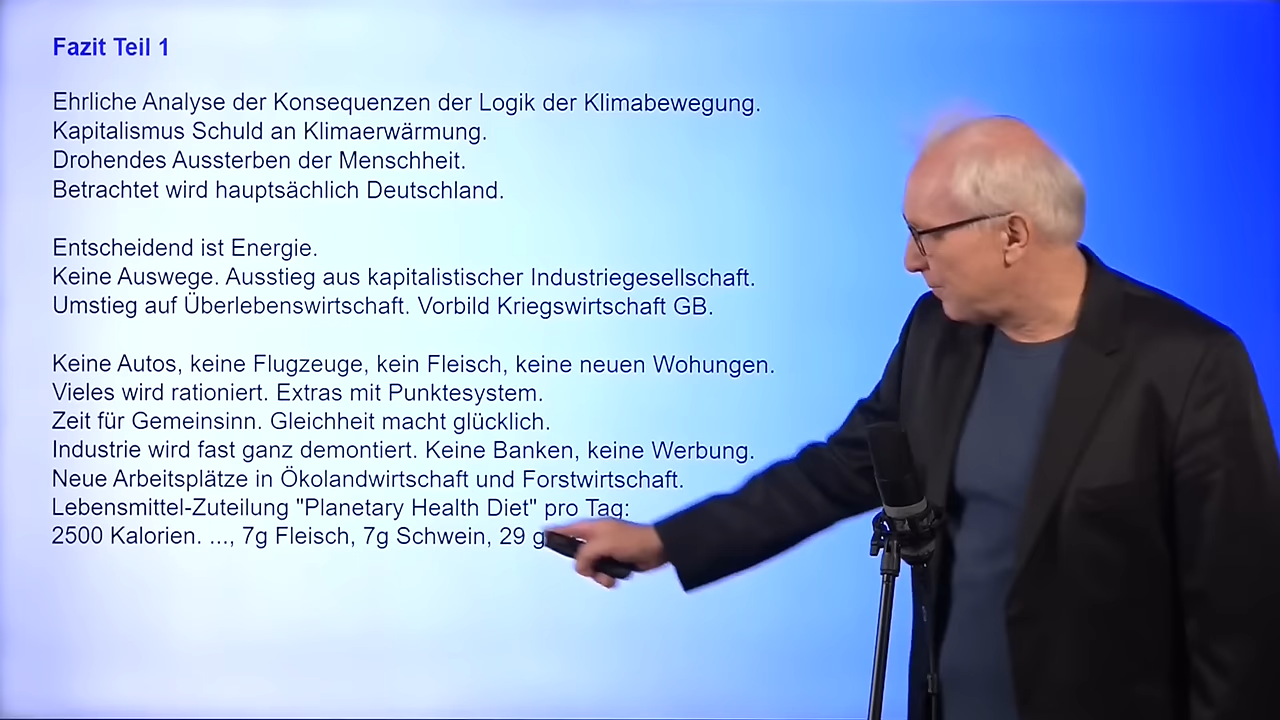 Fazit Teil 1
Ehrliche Analyse der Konsequenzen der Logik der Klimabewegung.
Kapitalismus Schuld an Klimaerwärmung.
Drohendes Aussterben der Menschheit.
Betrachtet wird hauptsächlich Deutschland.
Entscheidend ist Energie.
Keine Auswege. Ausstieg aus kapitalistischer Industriegesellschaft.
Umstieg auf Überlebenswirtschaft. Vorbild Kriegswirtschaft GB.
Keine Autos, keine Flugzeuge, kein Fleisch, keine neuen Wohungen.
Vieles wird rationiert. Extras mit Punktesystem.
Zeit für Gemeinsinn. Gleichheit macht glücklich.
Industrie wird fast ganz demontiert. Keine Banken, keine Werbung.
Neue Arbeitsplätze in Ökolandwirtschaft und Forstwirtschaft.
Lebensmittel-Zuteilung "Planetary Health Diet" pro Tag:
2500 Kalorien. ..., 7g Fleisch, 7g Schwein, 29 g